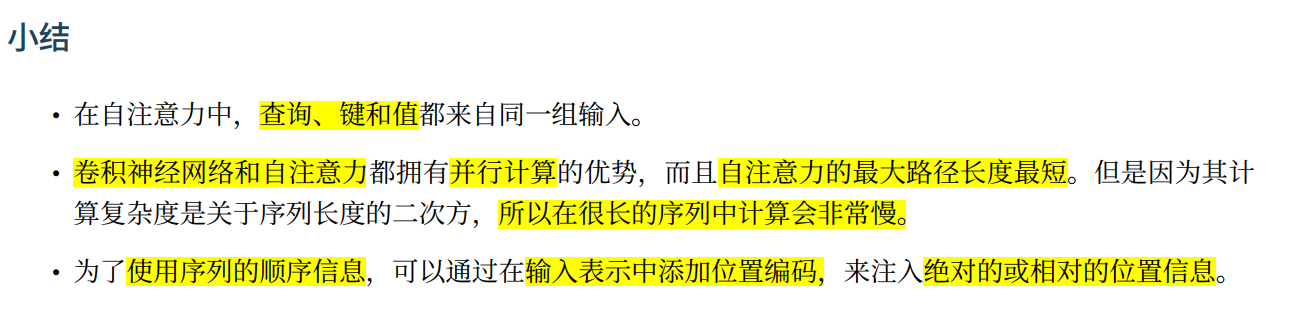 小结
• 在自注意力中，查询、键和值都来自同一组输入。
• 卷积神经网络和自注意力都拥有并行计算的优势，而且自注意力的最大路径长度最短。但是因为其计
算复杂度是关于序列长度的二次方，所以在很长的序列中计算会非常慢。
• 为了使用序列的顺序信息，可以通过在输入表示中添加位置编码，来注入绝对的或相对的位置信息。